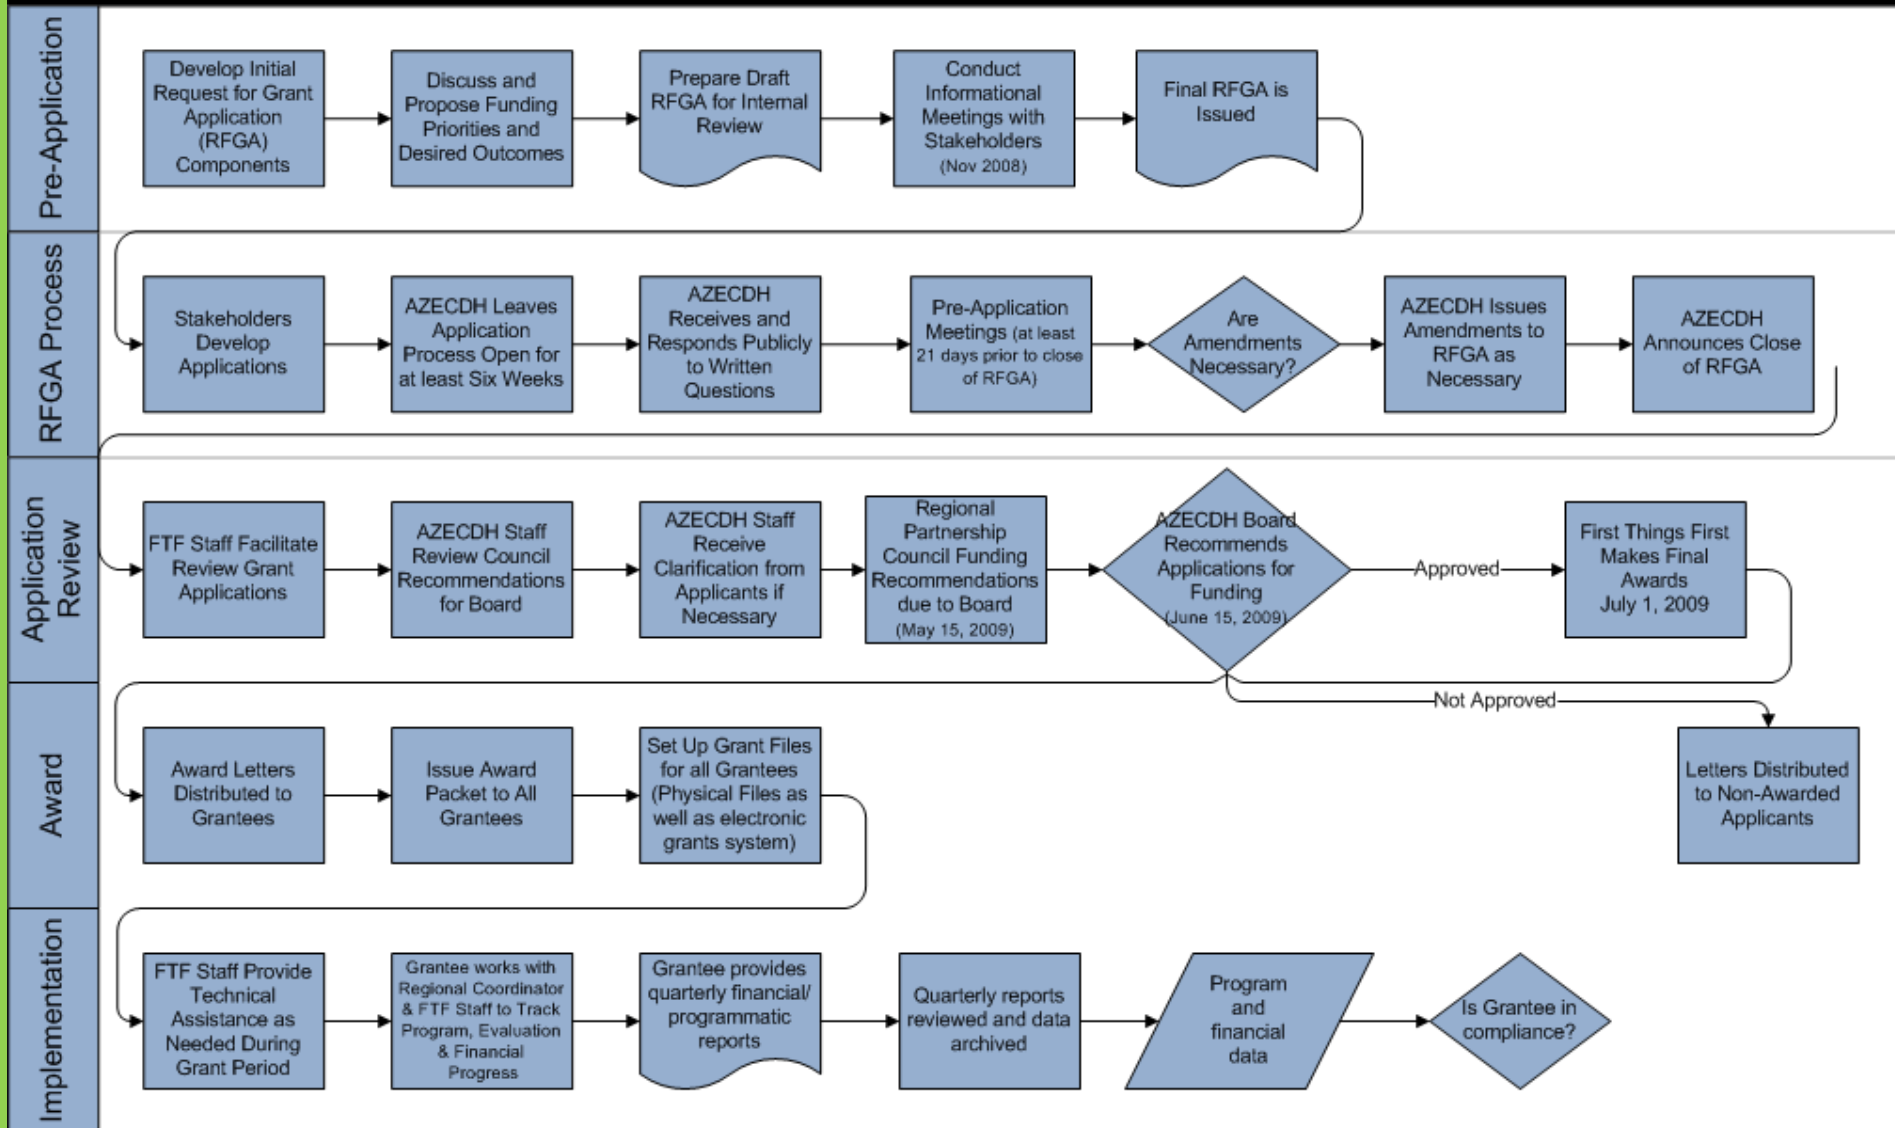 Pre-Application
Develop Initial
Request for Grant
Application
(RFGA)
Components
Discuss and
Propose Funding
Priorities and
Desired Outcomes
Prepare Draft
RFGA for Internal
Review
Conduct
Informational
Meetings with
Stakeholders
(Nov 2008)
Final RFGA is
Issued
RFGA Process
Stakeholders
Develop
Applications
AZECDH Leaves
Application
Process Open for
at least Six Weeks
AZECDH
Receives and
Responds Publicly
to Written
Questions
Pre-Application
Meetings (at least
21 days prior to close
of RFGA)
Are
Amendments
Necessary?
AZECDH Issues
Amendments to
RFGA as
Necessary
AZECDH
Announces Close
of RFGA
Application
Review
FTF Staff Facilitate
Review Grant
Applications
AZECDH Staff
Review Council
Recommendations
for Board
AZECDH Staff
Receive
Clarification from
Applicants if
Necessary
Regional
Partnership
Council Funding
Recommendations
due to Board
(May 15, 2009)
AZECDH Board
Recommends
Applications for
Funding
(June 15, 2009)
Approved
First Things First
Makes Final
Awards
July 1, 2009
Not Approved
Award
Award Letters
Distributed to
Grantees
Issue Award
Packet to All
Grantees
Set Up Grant Files
for all Grantees
(Physical Files as
well as electronic
grants system)
Letters Distributed
to Non-Awarded
Applicants
Implementation
FTF Staff Provide
Technical
Assistance as
Needed During
Grant Period
Grantee works with
Regional Coordinator
& FTF Staff to Track
Program, Evaluation
& Financial
Progress
Grantee provides
quarterly financial/
programmatic
reports
Quarterly reports
reviewed and data
archived
Program
and
financial
data
Is Grantee in
compliance?